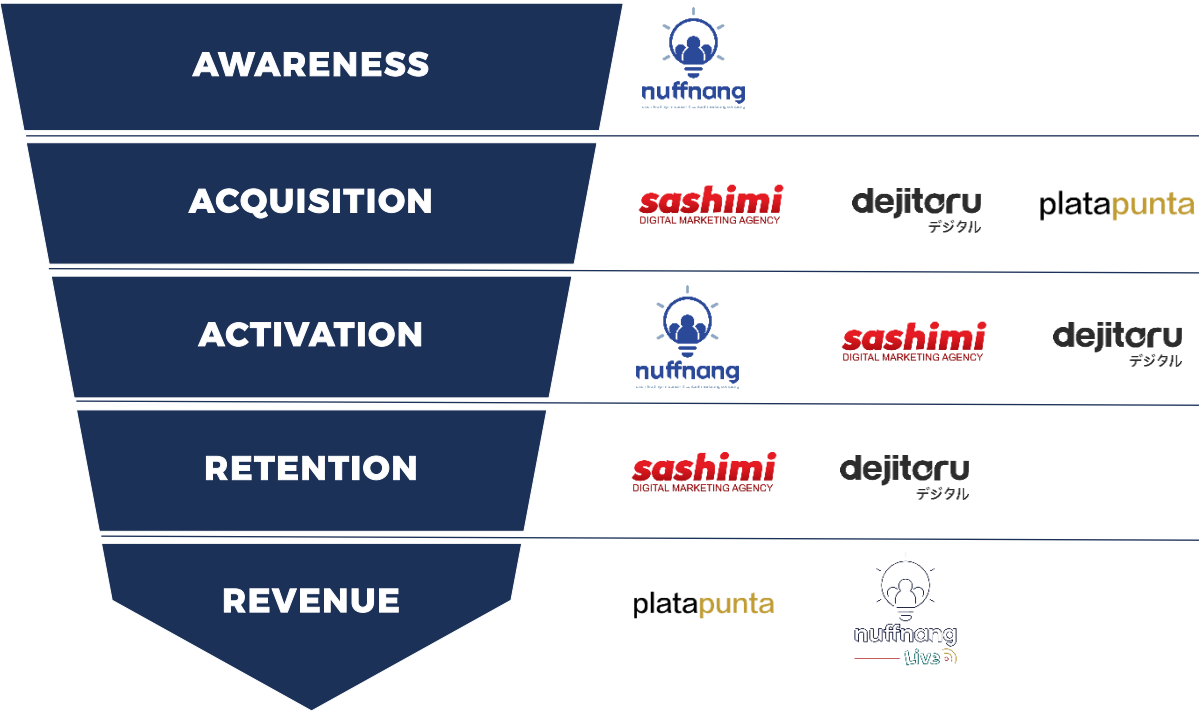 AWARENESS
nuffnang
ACQUISITION
sashimi
DIGITAL MARKETING AGENCY
dejitaru
デジタル
platapunta
ACTIVATION
nuffnang
sashimi
DIGITAL MARKETING AGENCY
dejitaru
デジタル
RETENTION
sashimi
DIGITAL MARKETING AGENCY
dejitaru
デジタル
REVENUE
platapunta
nuffnang
Live